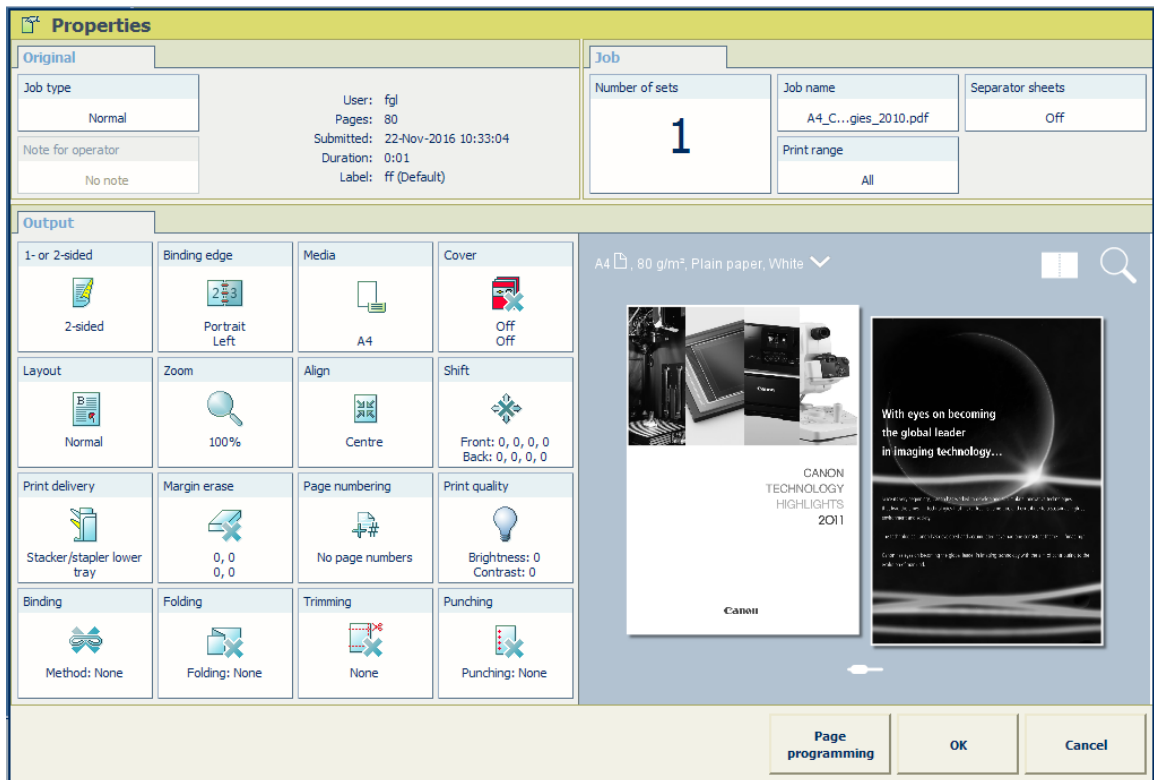 Properties
Original
Job type
Normal
Note for operator
No note
User: fgl
Pages: 80
Submitted: 22-Nov-2016 10:33:04
Duration: 0:01
Label: ff (Default)
Job
Number of sets
1
Job name
A4_C...gies_2010.pdf
Separator sheets
Off
Print range
All
Output
1- or 2-sided
2-sided
Binding edge
2 3
Portrait
Left
Media
A4
Cover
Off
Off
Layout
B
Normal
Zoom
100%
Align
Centre
Shift
Front: 0, 0, 0, 0
Back: 0, 0, 0, 0
Print delivery
Stacker/stapler lower
tray
Margin erase
0, 0
0, 0
Page numbering
#
No page numbers
Print quality
Brightness: 0
Contrast: 0
Binding
Method: None
Folding
Folding: None
Trimming
None
Punching
Punching: None
A4 , 80 g/m², Plain paper, White
Canon
CANON
TECHNOLOGY
HIGHLIGHTS
2011
Canon
With eyes on becoming
the global leader
in imaging technology...
Page
programming
OK
Cancel